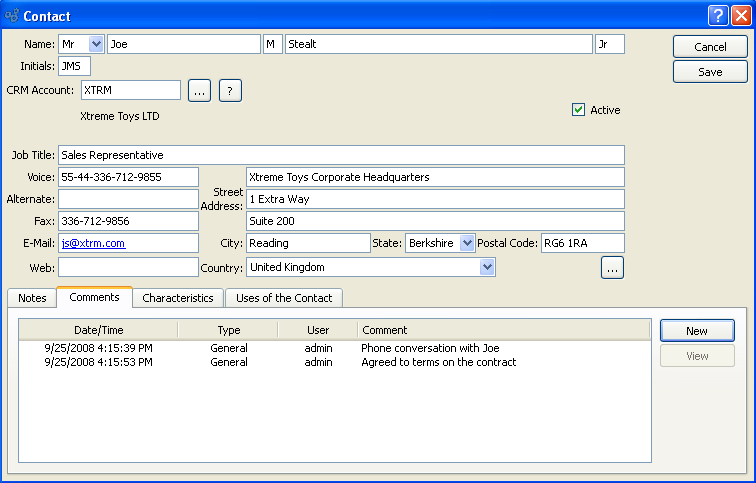 Contact
Name: Mr Joe M Stealt Jr
Cancel
Initials: JMS
Save
CRM Account: XTRM ... ?
Xtreme Toys LTD
Active
Job Title: Sales Representative
Voice: 55-44-336-712-9855
Alternate:
Fax: 336-712-9856
E-Mail: js@xtrm.com
Web:
Street
Address:
Xtreme Toys Corporate Headquarters
1 Extra Way
Suite 200
City: Reading State: Berkshire Postal Code: RG6 1RA
Country: United Kingdom ...
Notes Comments Characteristics Uses of the Contact
Date/Time Type User Comment
9/25/2008 4:15:39 PM General admin Phone conversation with Joe
9/25/2008 4:15:53 PM General admin Agreed to terms on the contract
New
View